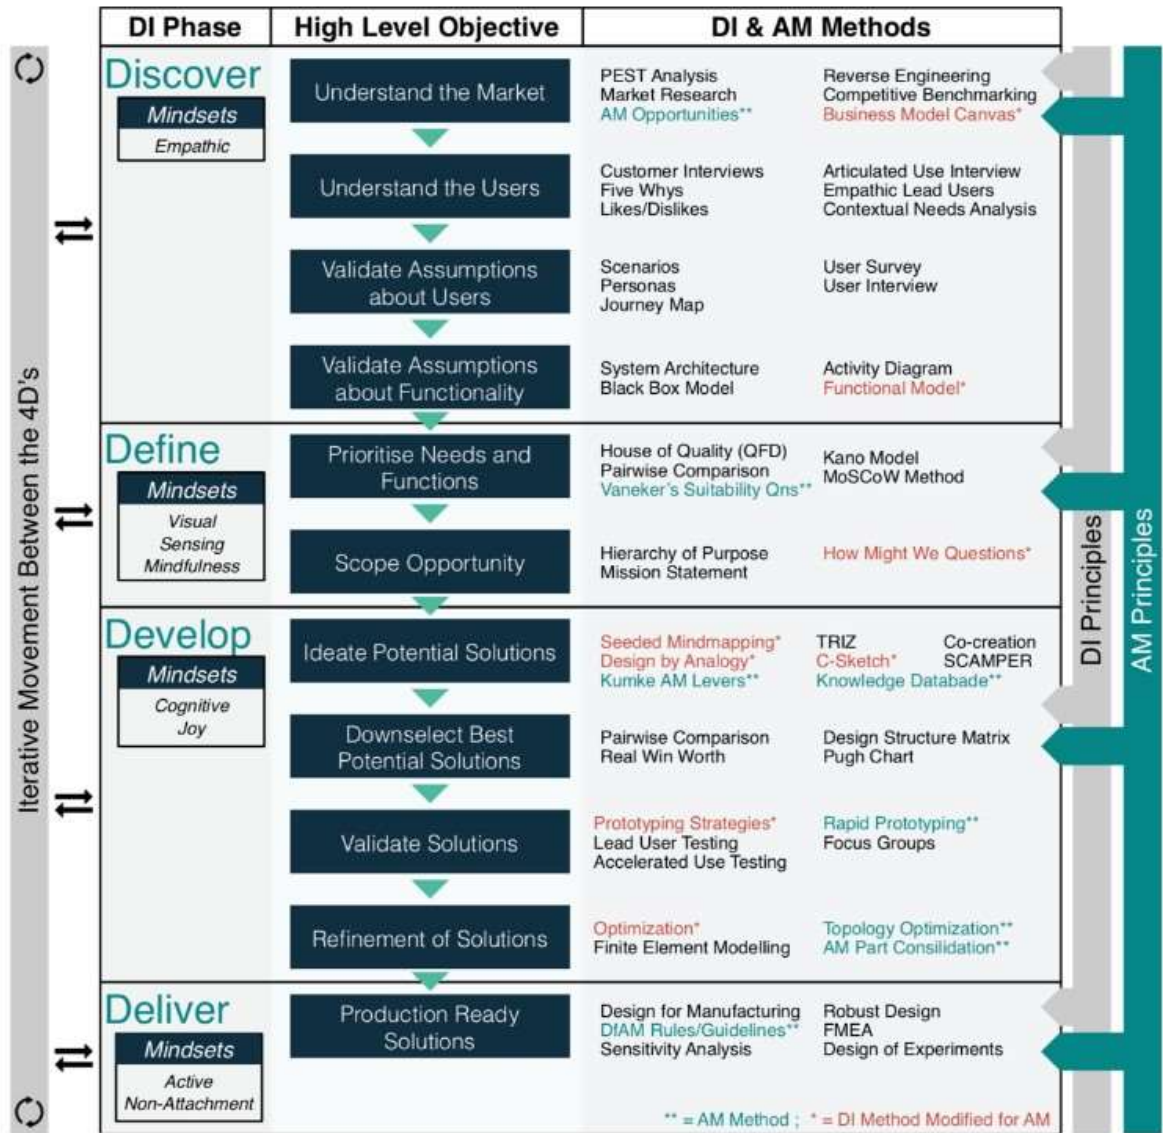 DI Phase
High Level Objective
DI & AM Methods
Iterative Movement Between the 4D's
Discover
Mindsets
Empathic
Understand the Market
PEST Analysis
Market Research
AM Opportunities**
Reverse Engineering
Competitive Benchmarking
Business Model Canvas*
Understand the Users
Customer Interviews
Five Whys
Likes/Dislikes
Articulated Use Interview
Empathic Lead Users
Contextual Needs Analysis
Validate Assumptions
about Users
Scenarios
Personas
Journey Map
User Survey
User Interview
Validate Assumptions
about Functionality
System Architecture
Black Box Model
Activity Diagram
Functional Model*
Define
Mindsets
Visual
Sensing
Mindfulness
Prioritise Needs and
Functions
House of Quality (QFD)
Pairwise Comparison
Vaneker's Suitability Qns**
Kano Model
MoSCoW Method
Scope Opportunity
Hierarchy of Purpose
Mission Statement
How Might We Questions*
Develop
Mindsets
Cognitive
Joy
Ideate Potential Solutions
Seeded Mindmapping*
Design by Analogy*
Kumke AM Levers**
TRIZ
C-Sketch*
Knowledge Databade**
Co-creation
SCAMPER
Downselect Best
Potential Solutions
Pairwise Comparison
Real Win Worth
Design Structure Matrix
Pugh Chart
Validate Solutions
Prototyping Strategies*
Lead User Testing
Accelerated Use Testing
Rapid Prototyping**
Focus Groups
Refinement of Solutions
Optimization*
Finite Element Modelling
Topology Optimization**
AM Part Consilidation**
Deliver
Mindsets
Active
Non-Attachment
Production Ready
Solutions
Design for Manufacturing
DfAM Rules/Guidelines**
Sensitivity Analysis
Robust Design
FMEA
Design of Experiments
** = AM Method ; * = DI Method Modified for AM
DI Principles
AM Principles